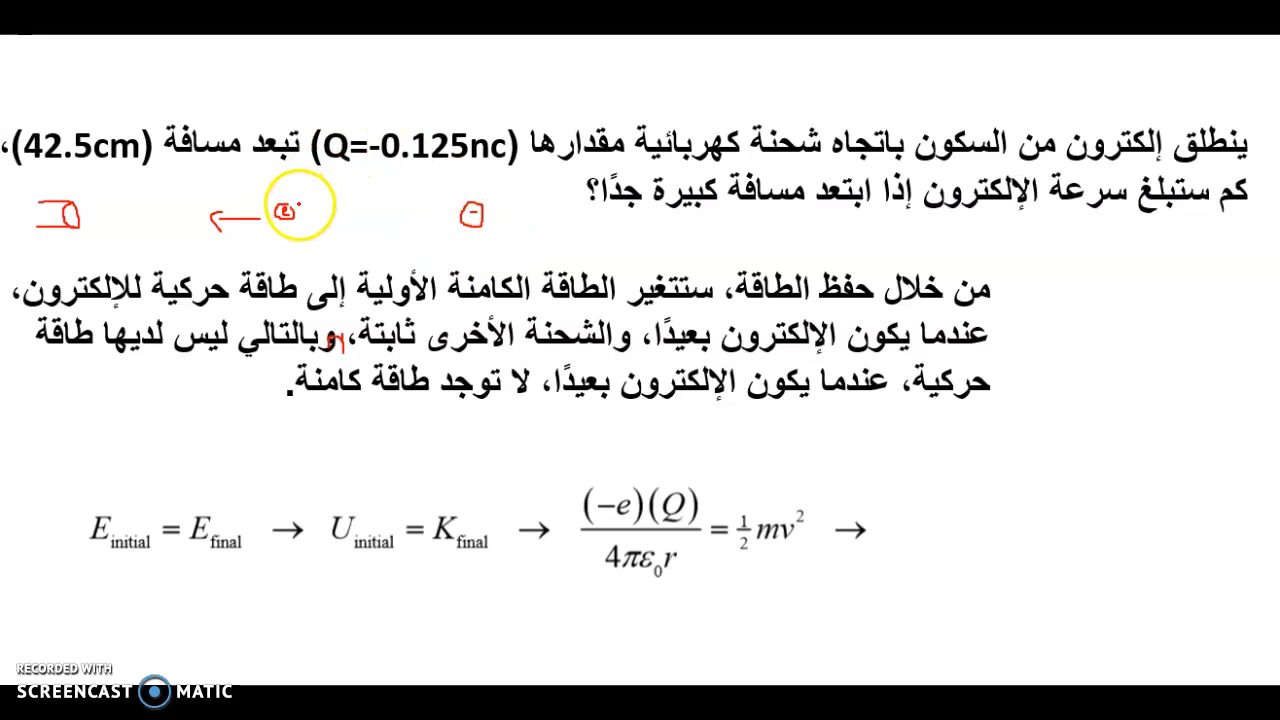 ينطلق إلكترون من السكون باتجاه شحنة كهربائية مقدارها (Q=-0.125nc) تبعد مسافة (42.5cm)،
كم ستبلغ سرعة الإلكترون إذا ابتعد مسافة كبيرة جدًا؟
e -
من خلال حفظ الطاقة، ستتغير الطاقة الكامنة الأولية إلى طاقة حركية للإلكترون،
عندما يكون الإلكترون بعيدًا، والشحنة الأخرى ثابتة، وبالتالي ليس لديها طاقة
حركية، عندما يكون الإلكترون بعيدًا، لا توجد طاقة كامنة.
E_initial = E_final → U_initial = K_final → (−e)(Q) / 4πε₀r = ½ mv² →
RECORDED WITH
SCREENCAST MATIC